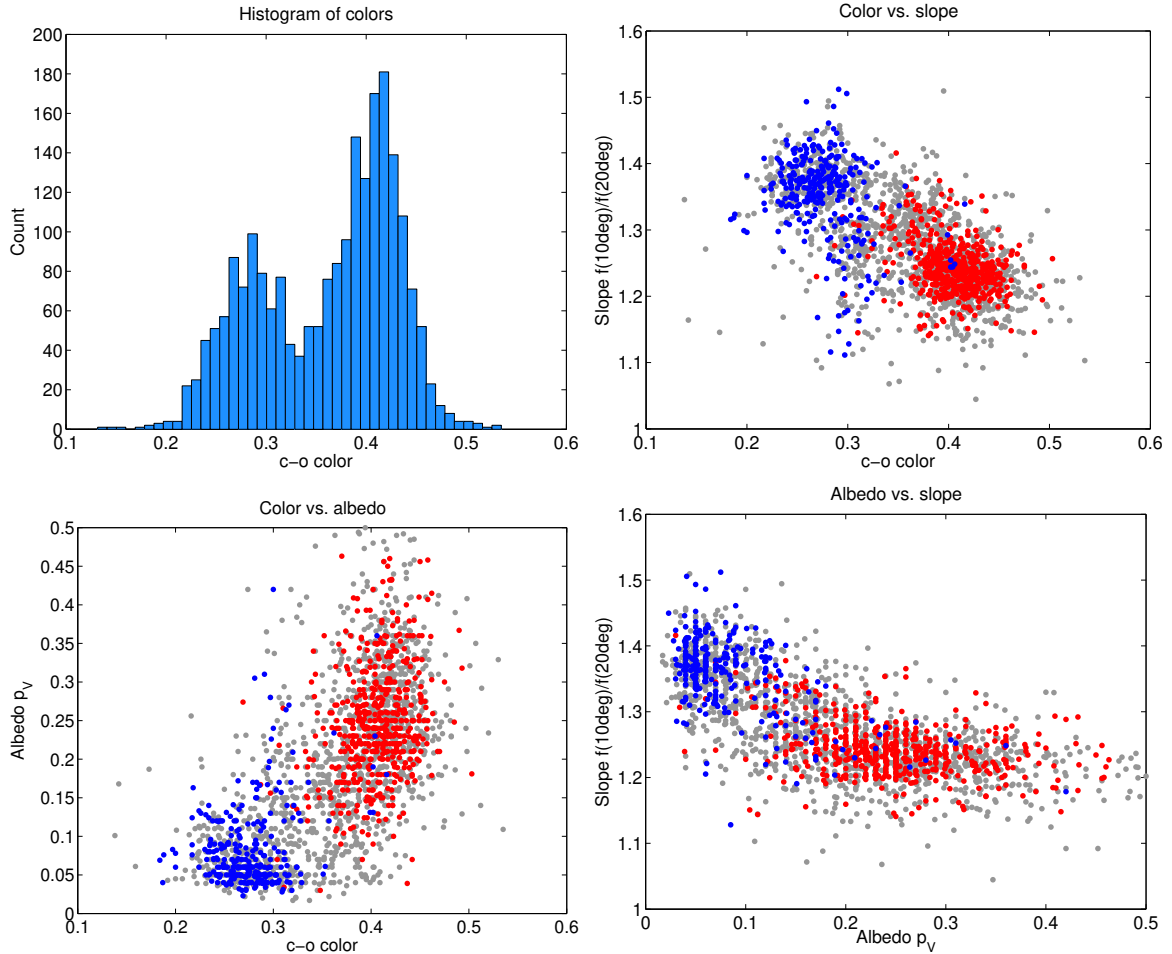 Histogram of colors
200
180
160
140
120
100
80
60
40
20
0
Count
0.1 0.2 0.3 0.4 0.5 0.6
c−o color
Color vs. slope
1.6
1.5
1.4
1.3
1.2
1.1
1
Slope f(10deg)/f(20deg)
0.1 0.2 0.3 0.4 0.5 0.6
c−o color
Color vs. albedo
0.5
0.45
0.4
0.35
0.3
0.25
0.2
0.15
0.1
0.05
0
Albedo pV
0.1 0.2 0.3 0.4 0.5 0.6
c−o color
Albedo vs. slope
1.6
1.5
1.4
1.3
1.2
1.1
1
Slope f(10deg)/f(20deg)
0 0.1 0.2 0.3 0.4 0.5
Albedo pV